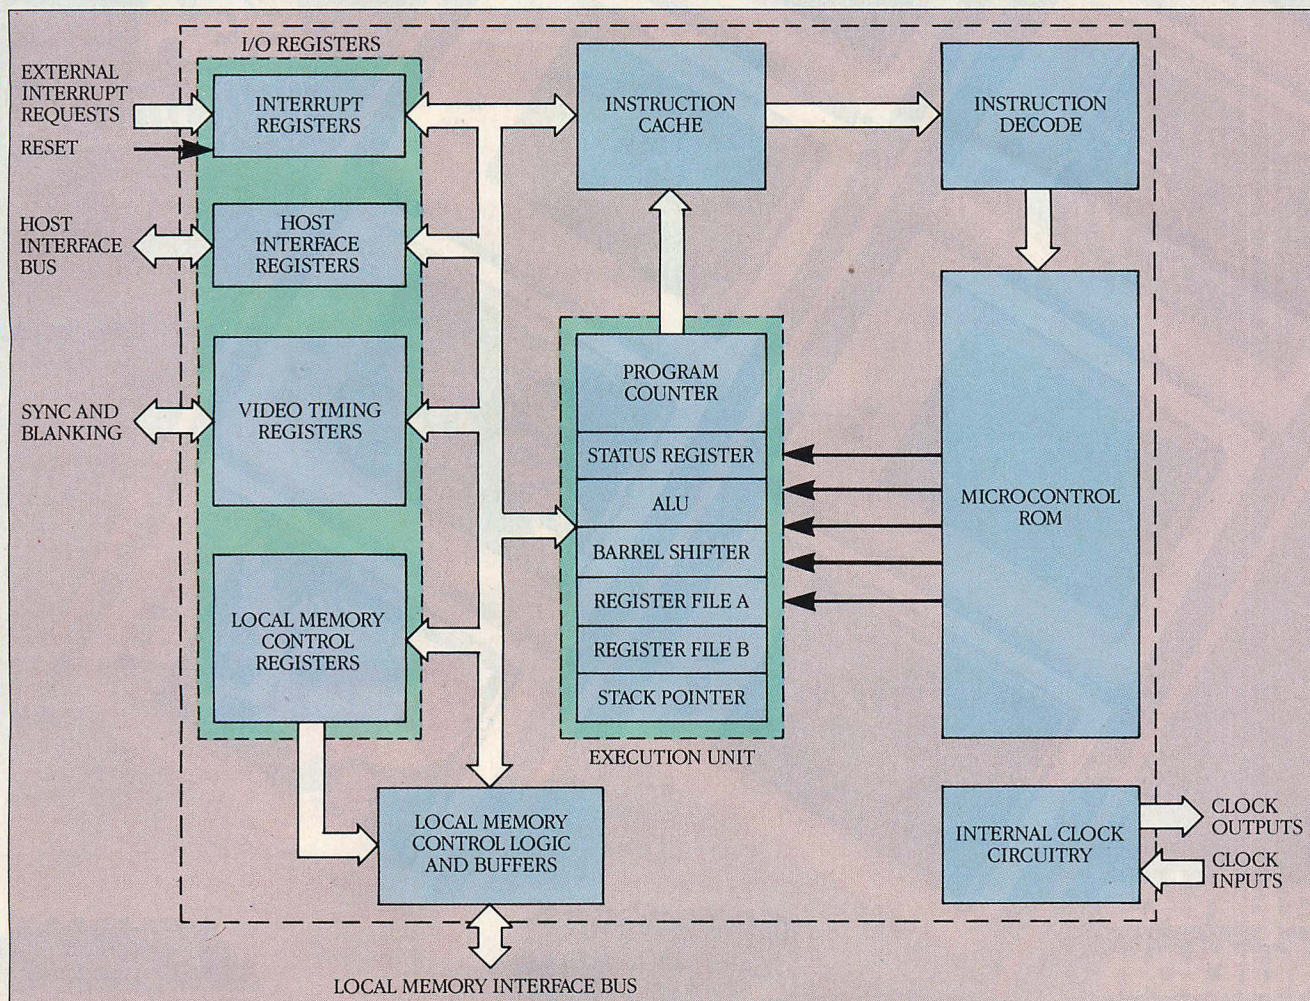 I/O REGISTERS
EXTERNAL
INTERRUPT
REQUESTS
RESET
INTERRUPT
REGISTERS
INSTRUCTION
CACHE
INSTRUCTION
DECODE
HOST
INTERFACE
BUS
HOST
INTERFACE
REGISTERS
SYNC AND
BLANKING
VIDEO TIMING
REGISTERS
PROGRAM
COUNTER
STATUS REGISTER
ALU
BARREL SHIFTER
REGISTER FILE A
REGISTER FILE B
STACK POINTER
EXECUTION UNIT
MICROCONTROL
ROM
LOCAL MEMORY
CONTROL
REGISTERS
LOCAL MEMORY
CONTROL LOGIC
AND BUFFERS
INTERNAL CLOCK
CIRCUITRY
CLOCK
OUTPUTS
CLOCK
INPUTS
LOCAL MEMORY INTERFACE BUS